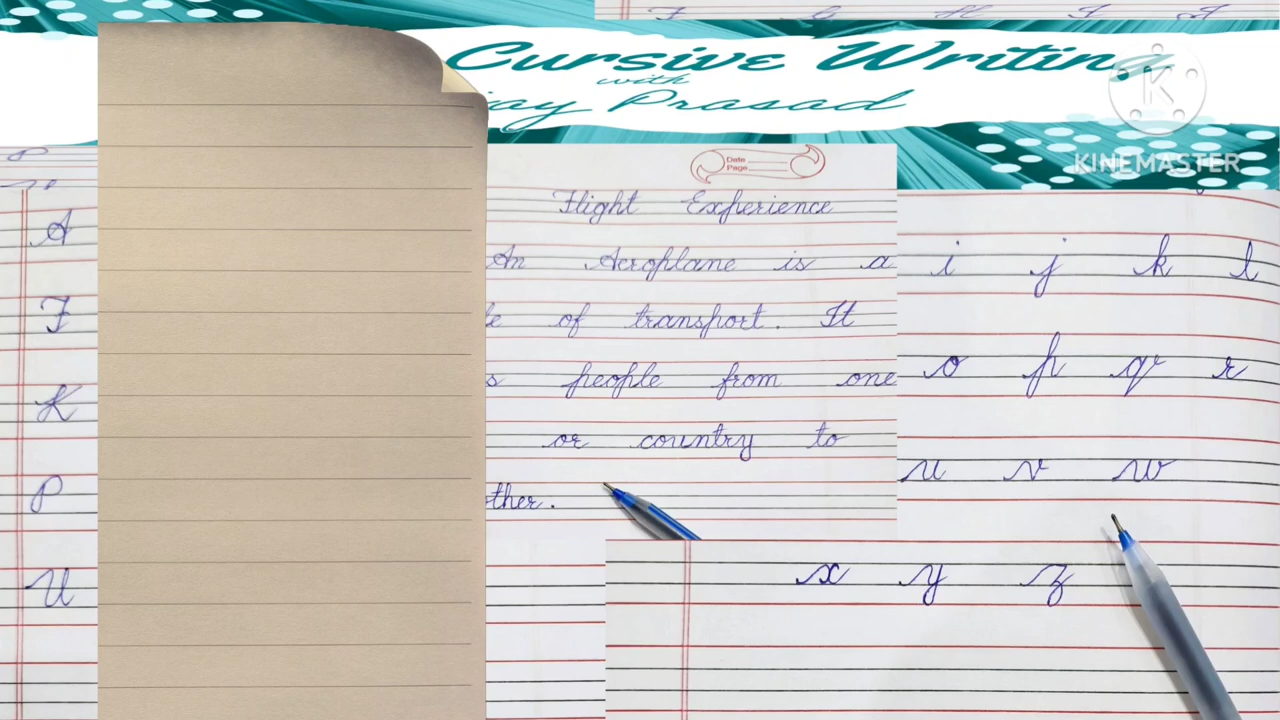 Cursive Writing
with
Prasad
KINEMASTER
Date
Page
Flight Experience
An Aeroplane is a
of transport. It
people from one
or country to
A
F
K
P
U
i j k l
o p q r
u v w
x y z